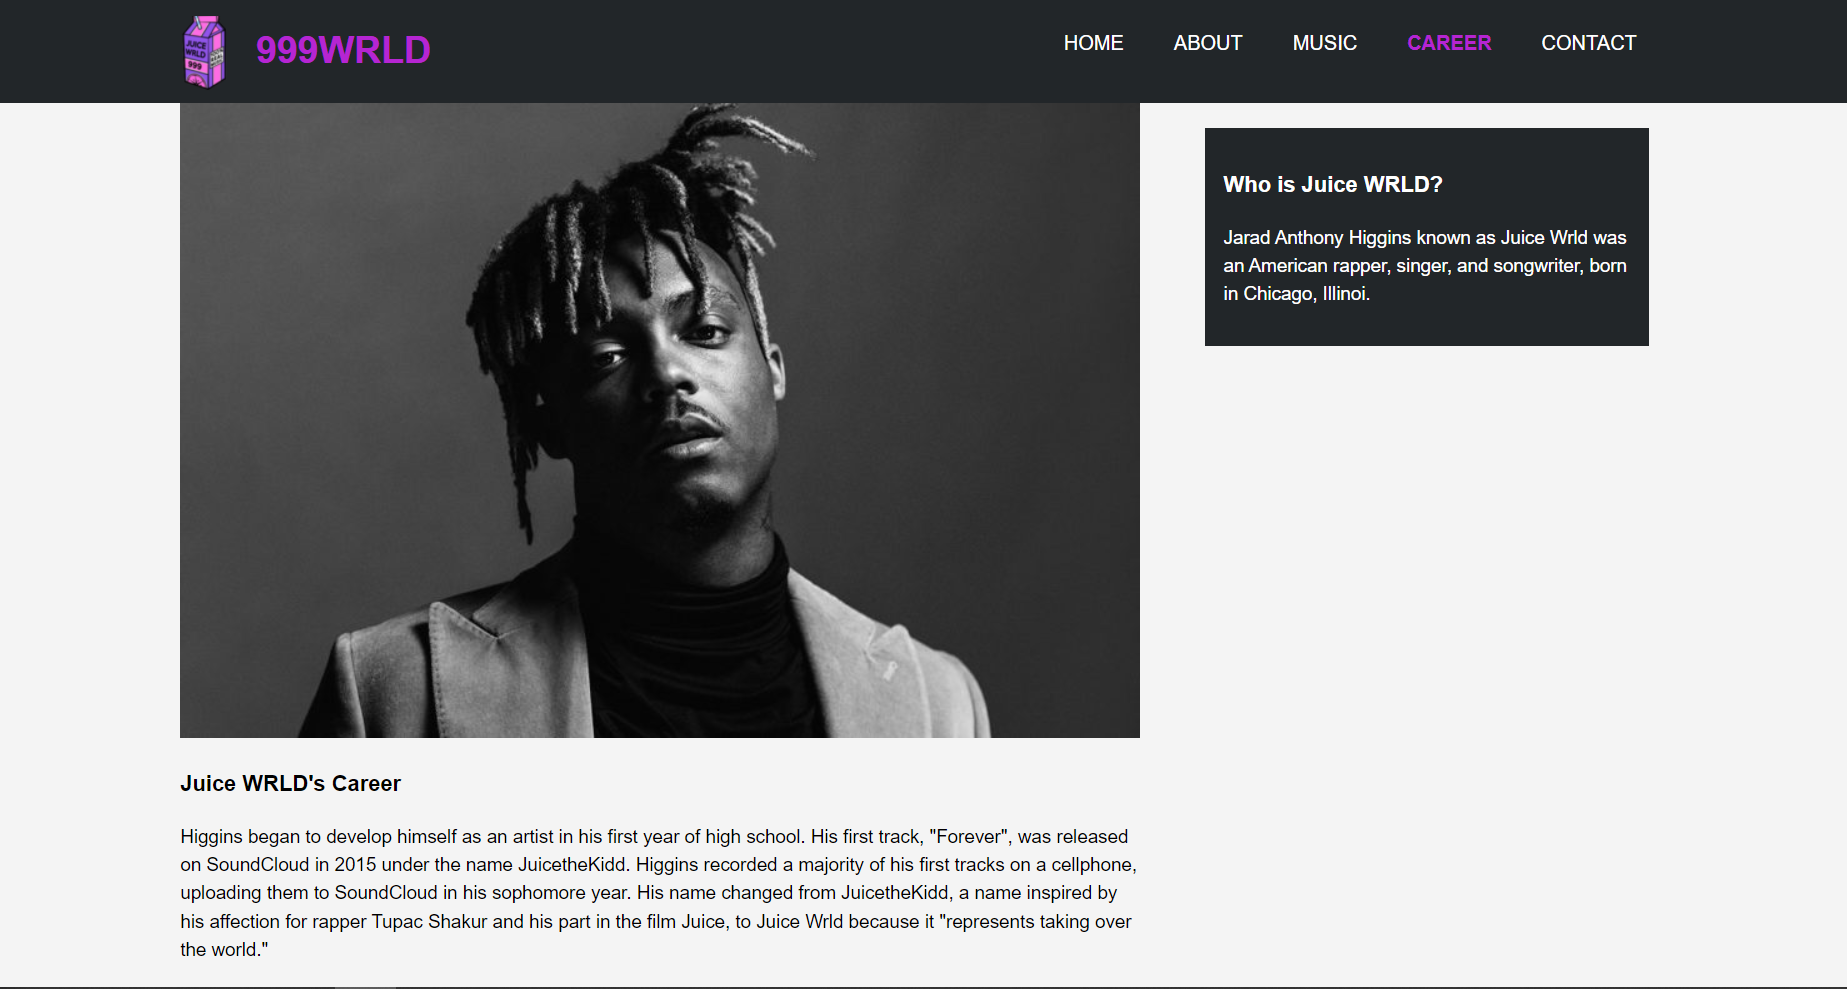 JUICE
WRLD
999
999WRLD
HOME ABOUT MUSIC CAREER CONTACT
Who is Juice WRLD?
Jarad Anthony Higgins known as Juice Wrld was
an American rapper, singer, and songwriter, born
in Chicago, Illinoi.
Juice WRLD's Career
Higgins began to develop himself as an artist in his first year of high school. His first track, "Forever", was released
on SoundCloud in 2015 under the name JuicetheKidd. Higgins recorded a majority of his first tracks on a cellphone,
uploading them to SoundCloud in his sophomore year. His name changed from JuicetheKidd, a name inspired by
his affection for rapper Tupac Shakur and his part in the film Juice, to Juice Wrld because it "represents taking over
the world."